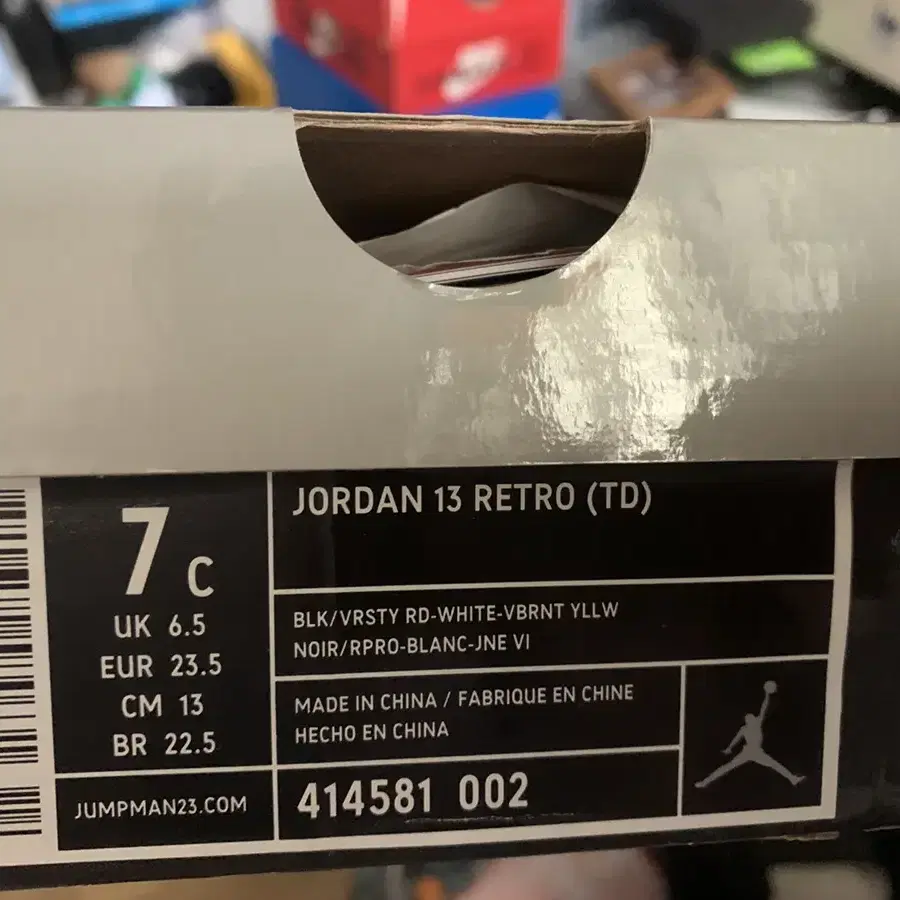 7 C
UK 6.5
EUR 23.5
CM 13
BR 22.5
JUMPMAN23.COM
JORDAN 13 RETRO (TD)
BLK/VRSTY RD-WHITE-VBRNT YLLW
NOIR/RPRO-BLANC-JNE VI
MADE IN CHINA / FABRIQUE EN CHINE
HECHO EN CHINA
414581 002